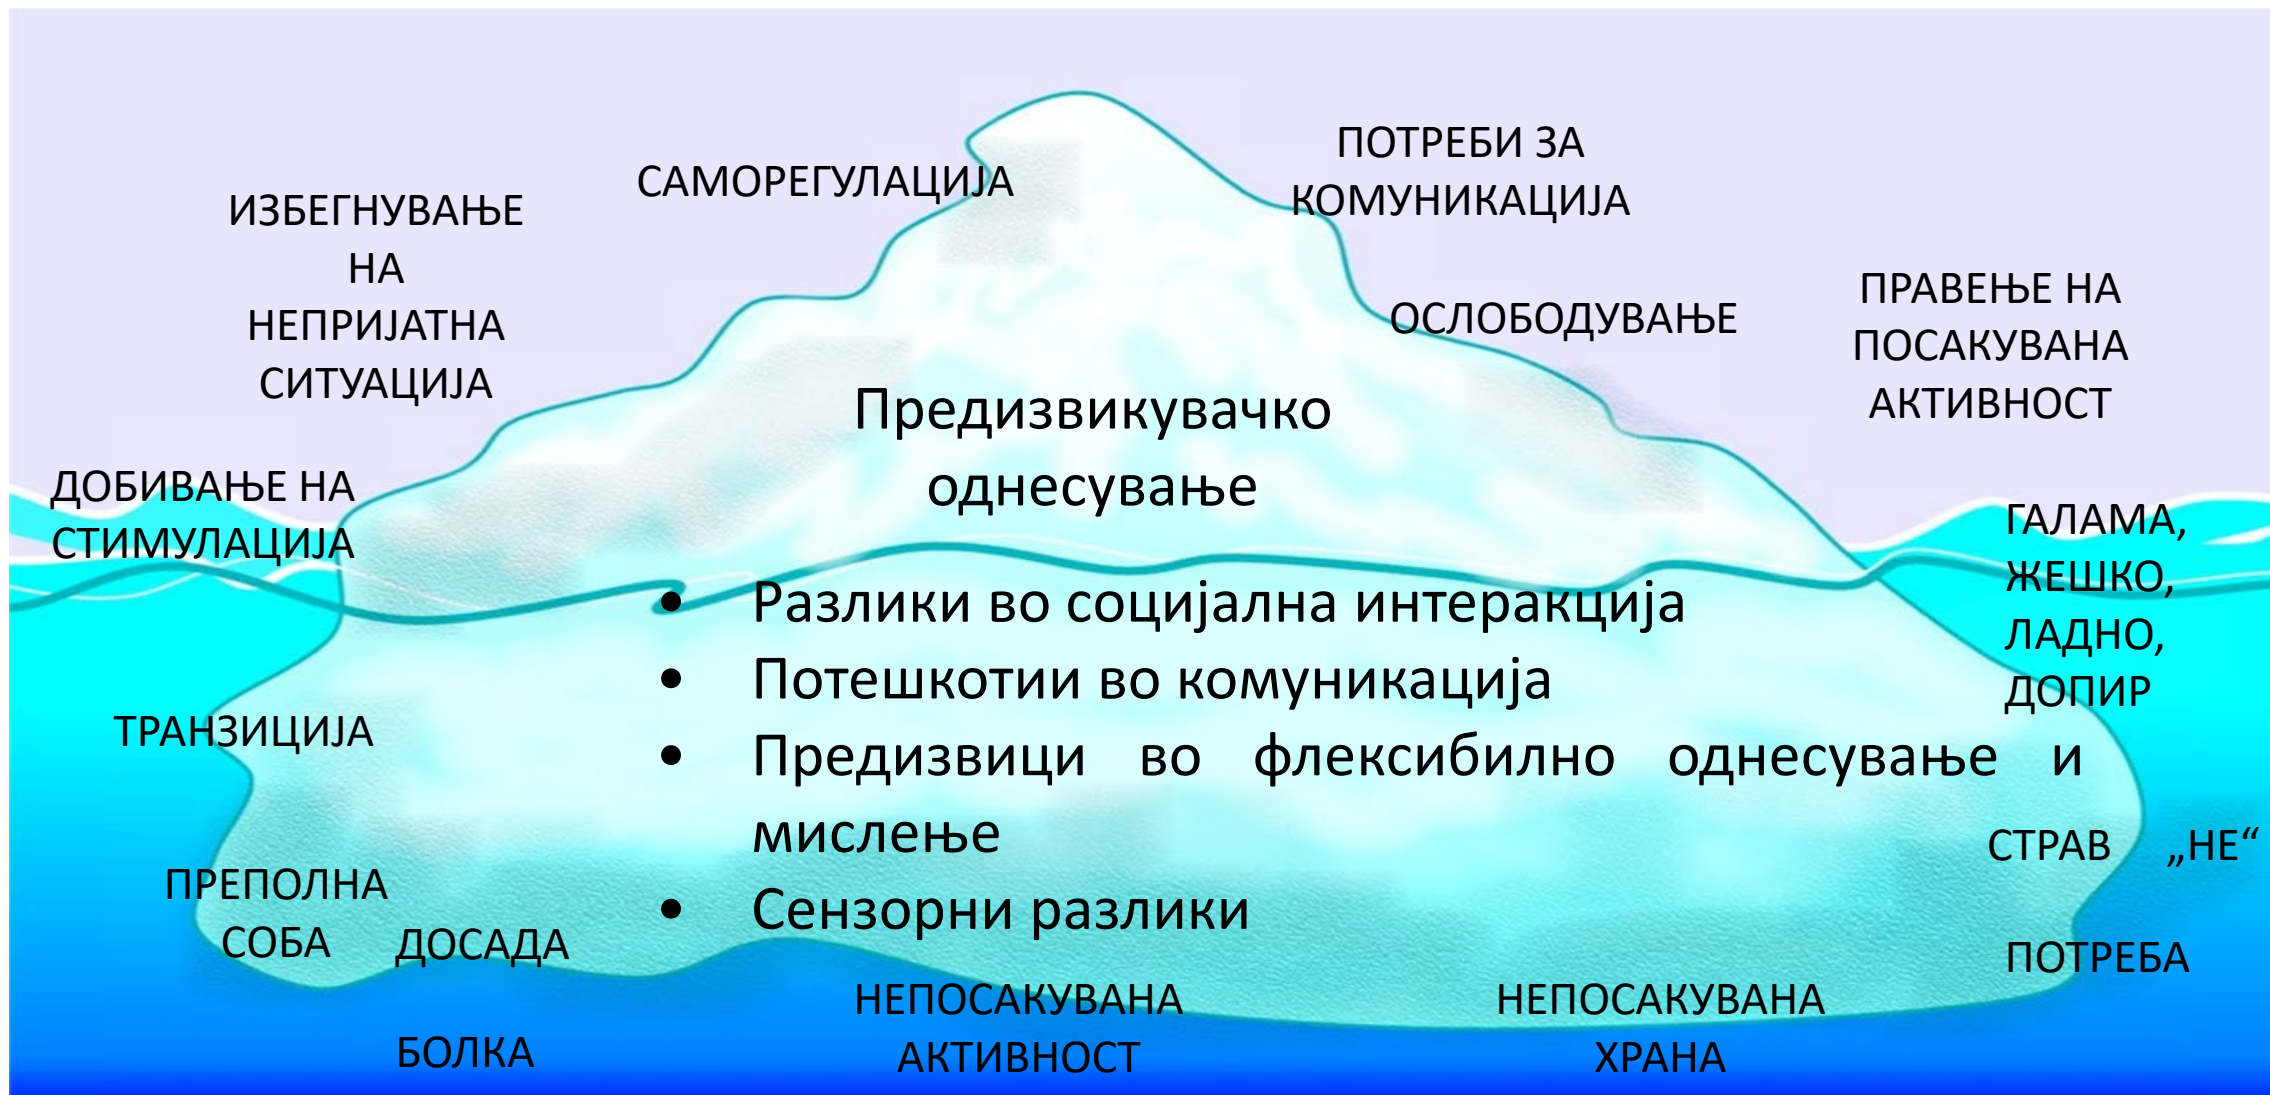 ПОТРЕБИ ЗА
КОМУНИКАЦИЈА
САМОРЕГУЛАЦИЈА
ИЗБЕГНУВАЊЕ
НА
НЕПРИЈАТНА
СИТУАЦИЈА
ОСЛОБОДУВАЊЕ
ПРАВЕЊЕ НА
ПОСАКУВАНА
АКТИВНОСТ
Предизвикувачко
однесување
ДОБИВАЊЕ НА
СТИМУЛАЦИЈА
ГАЛАМА,
ЖЕШКО,
ЛАДНО,
ДОПИР
• Разлики во социјална интеракција
• Потешкотии во комуникација
• Предизвици во флексибилно однесување и
мислење
• Сензорни разлики
ТРАНЗИЦИЈА
СТРАВ „НЕ“
ПРЕПОЛНА
СОБА
ДОСАДА
ПОТРЕБА
НЕПОСАКУВАНА
АКТИВНОСТ
НЕПОСАКУВАНА
ХРАНА
БОЛКА